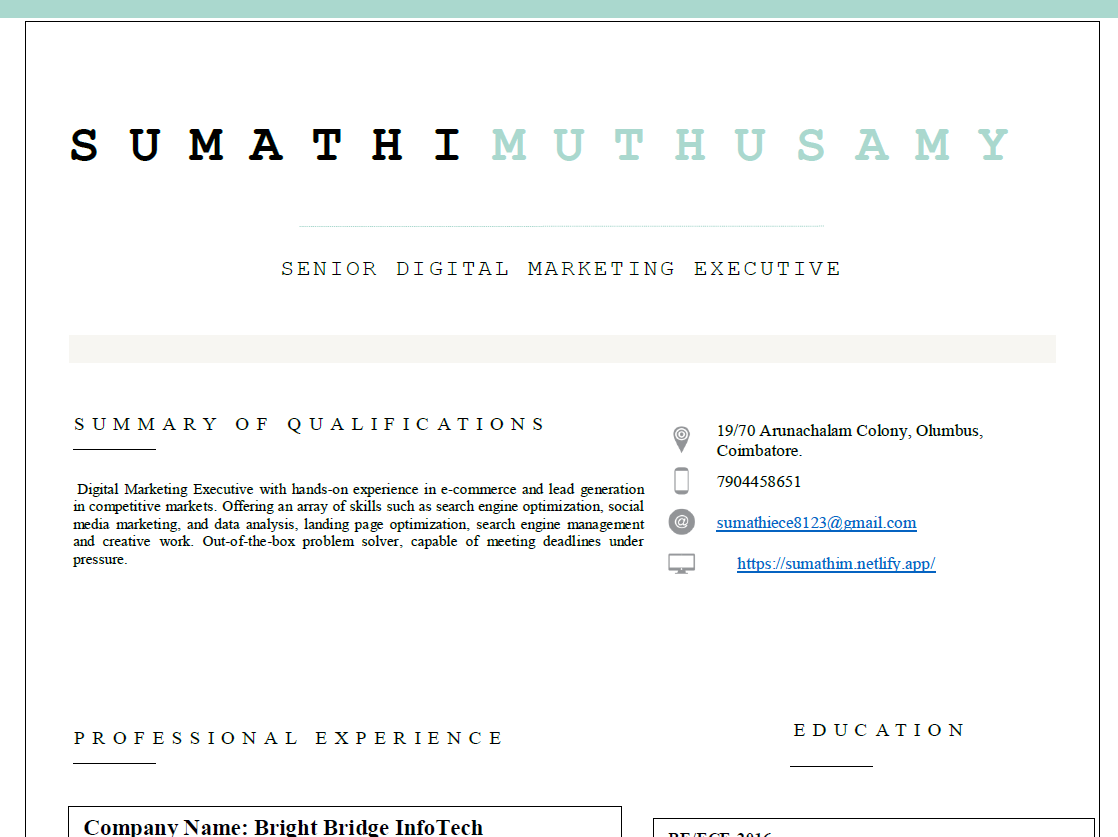 SUMATHI MUTHUSAMY
SENIOR DIGITAL MARKETING EXECUTIVE
SUMMARY OF QUALIFICATIONS
Digital Marketing Executive with hands-on experience in e-commerce and lead generation
in competitive markets. Offering an array of skills such as search engine optimization, social
media marketing, and data analysis, landing page optimization, search engine management
and creative work. Out-of-the-box problem solver, capable of meeting deadlines under
pressure.
19/70 Arunachalam Colony, Olumbus,
Coimbatore.
7904458651
@
sumathiece8123@gmail.com
https://sumathim.netlify.app/
PROFESSIONAL EXPERIENCE
Company Name: Bright Bridge InfoTech
EDUCATION
BE/ECE-2016